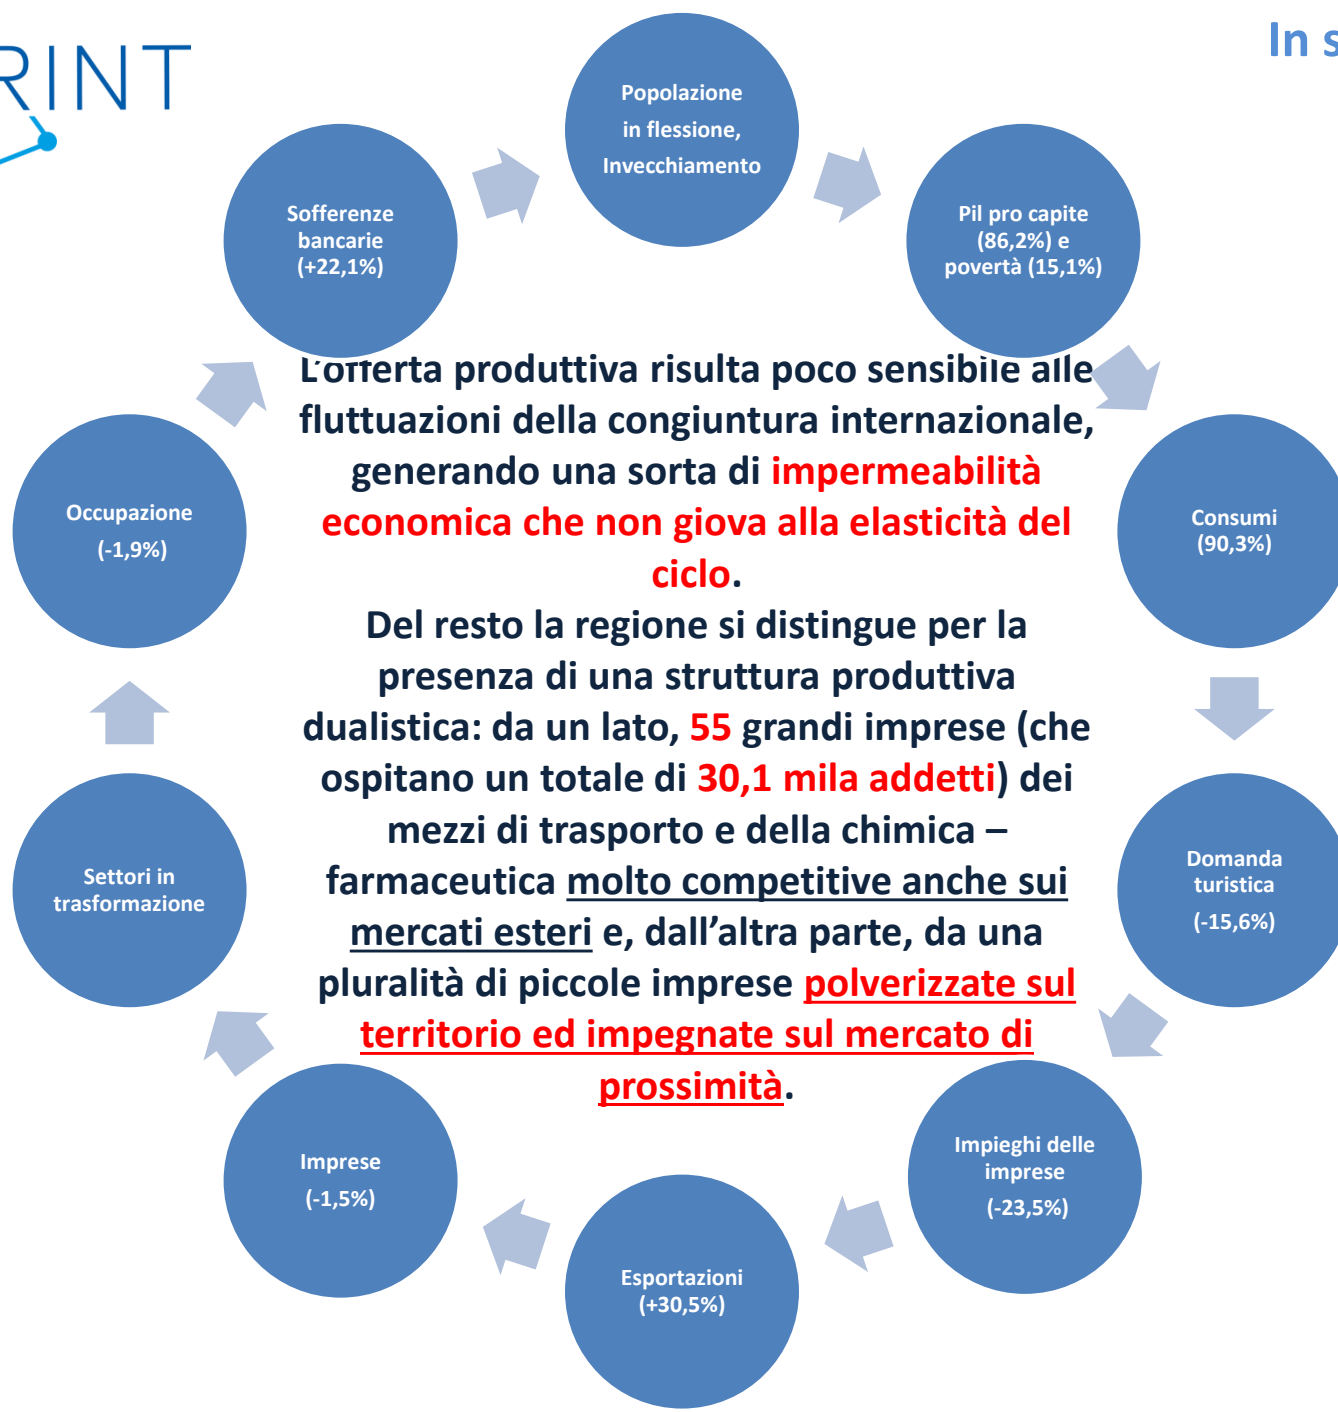 RINT
In s
Popolazione
in flessione,
Invecchiamento
Pil pro capite
(86,2%) e
povertà (15,1%)
Consumi
(90,3%)
Domanda
turistica
(-15,6%)
Impieghi delle
imprese
(-23,5%)
Esportazioni
(+30,5%)
Imprese
(-1,5%)
Settori in
trasformazione
Occupazione
(-1,9%)
Sofferenze
bancarie
(+22,1%)
L'offerta produttiva risulta poco sensibile alle
fluttuazioni della congiuntura internazionale,
generando una sorta di impermeabilità
economica che non giova alla elasticità del
ciclo.
Del resto la regione si distingue per la
presenza di una struttura produttiva
dualistica: da un lato, 55 grandi imprese (che
ospitano un totale di 30,1 mila addetti) dei
mezzi di trasporto e della chimica –
farmaceutica molto competitive anche sui
mercati esteri e, dall’altra parte, da una
pluralità di piccole imprese polverizzate sul
territorio ed impegnate sul mercato di
prossimità.